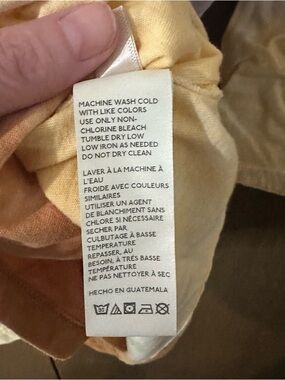 MACHINE WASH COLD
WITH LIKE COLORS
USE ONLY NON-
CHLORINE BLEACH
TUMBLE DRY LOW
LOW IRON AS NEEDED
DO NOT DRY CLEAN
LAVER À LA MACHINE À
L'EAU
FROIDE AVEC COULEURS
SIMILAIRES
UTILISER UN AGENT
DE BLANCHIMENT SANS
CHLORE SI NÉCESSAIRE
SECHER PAR
CULBUTAGE À BASSE
TEMPERATURE
REPASSER, AU
BESOIN, À TRÈS BASSE
TEMPÉRATURE
NE PAS NETTOYER À SEC
HECHO EN GUATEMALA